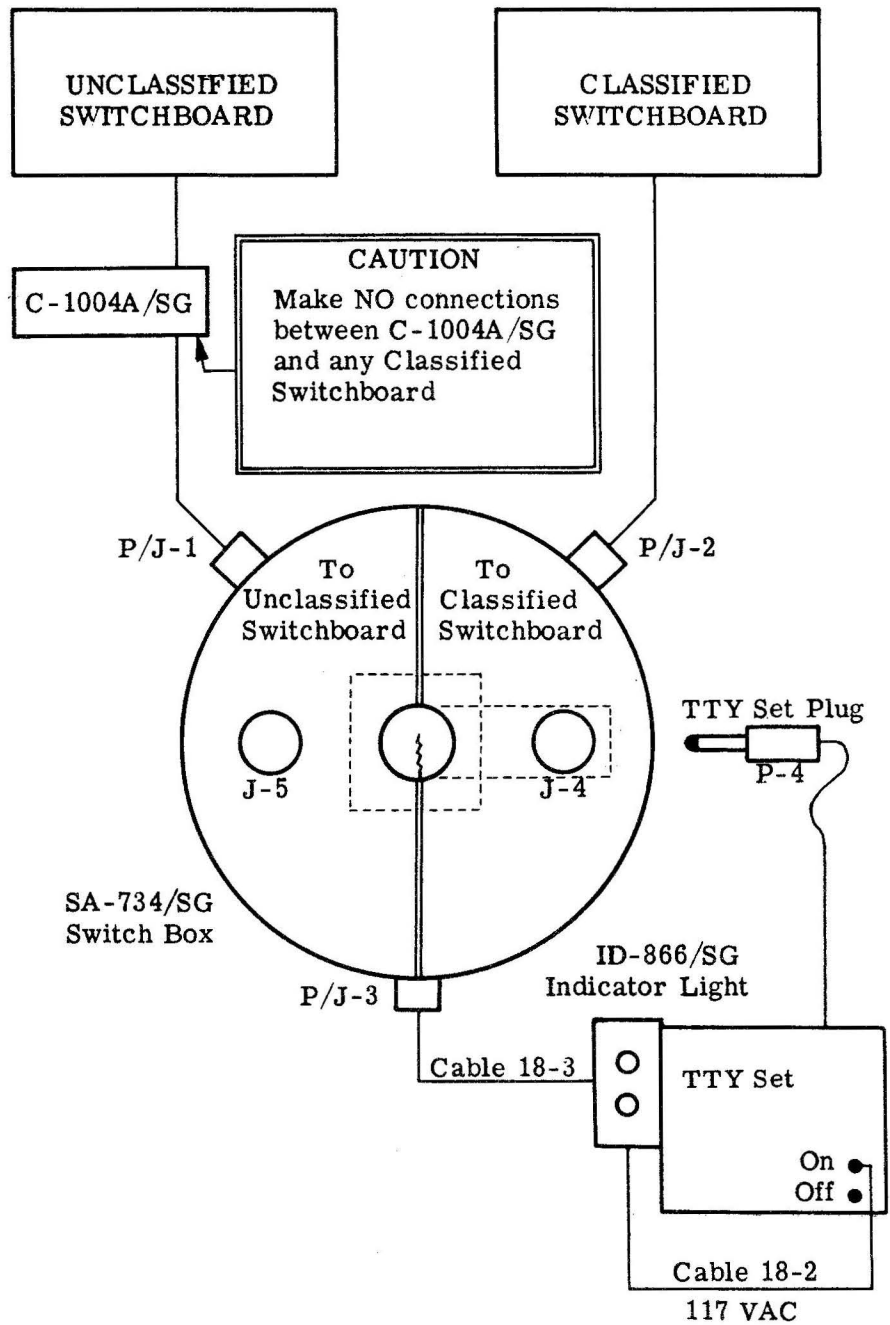 UNCLASSIFIED
SWITCHBOARD
CLASSIFIED
SWITCHBOARD
C-1004A/SG
CAUTION
Make NO connections
between C-1004A/SG
and any Classified
Switchboard
P/J-1
P/J-2
To
Unclassified
Switchboard
To
Classified
Switchboard
J-5
J-4
TTY Set Plug
P-4
SA-734/SG
Switch Box
P/J-3
ID-866/SG
Indicator Light
Cable 18-3
TTY Set
On
Off
Cable 18-2
117 VAC